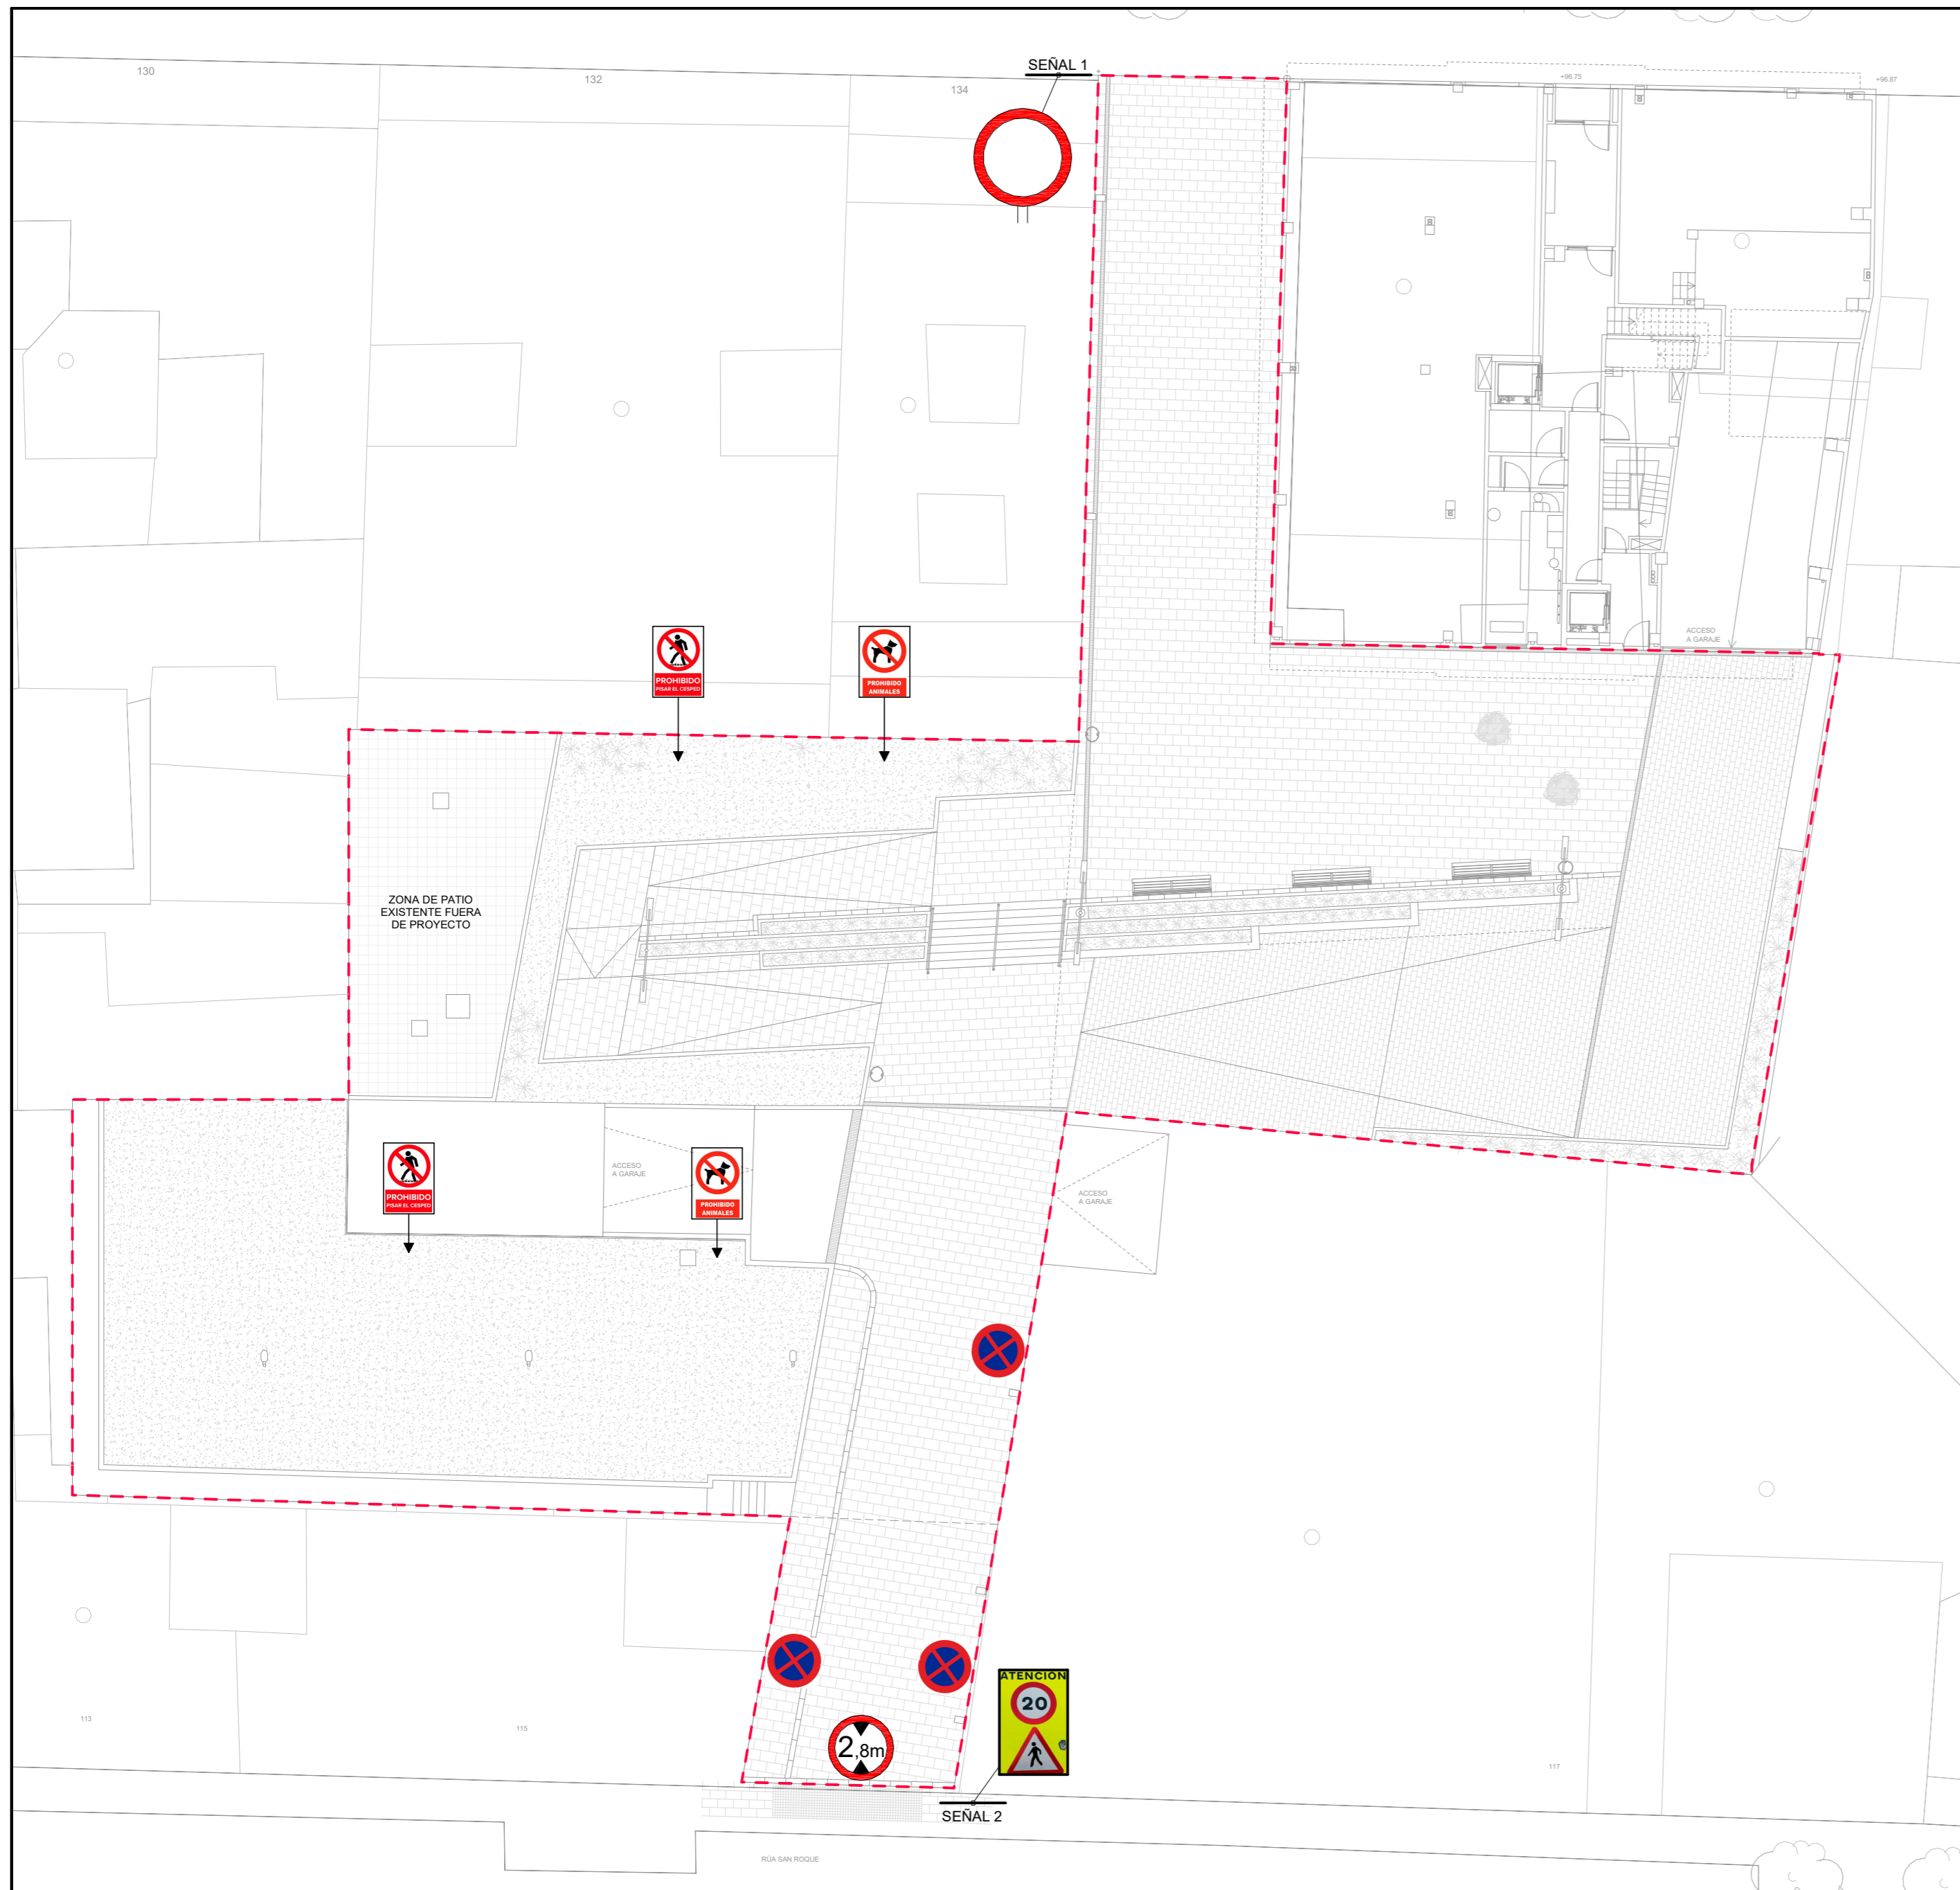 130
132
134
SEÑAL 1
+96.75
+96.87
ACCESO
A GARAJE
PROHIBIDO
PISAR EL CESPED
PROHIBIDO
ANIMALES
ZONA DE PATIO
EXISTENTE FUERA
DE PROYECTO
PROHIBIDO
PISAR EL CESPED
ACCESO
A GARAJE
PROHIBIDO
ANIMALES
ACCESO
A GARAJE
ATENCION
20
2,8m
113
115
117
SEÑAL 2
RÚA SAN ROQUE